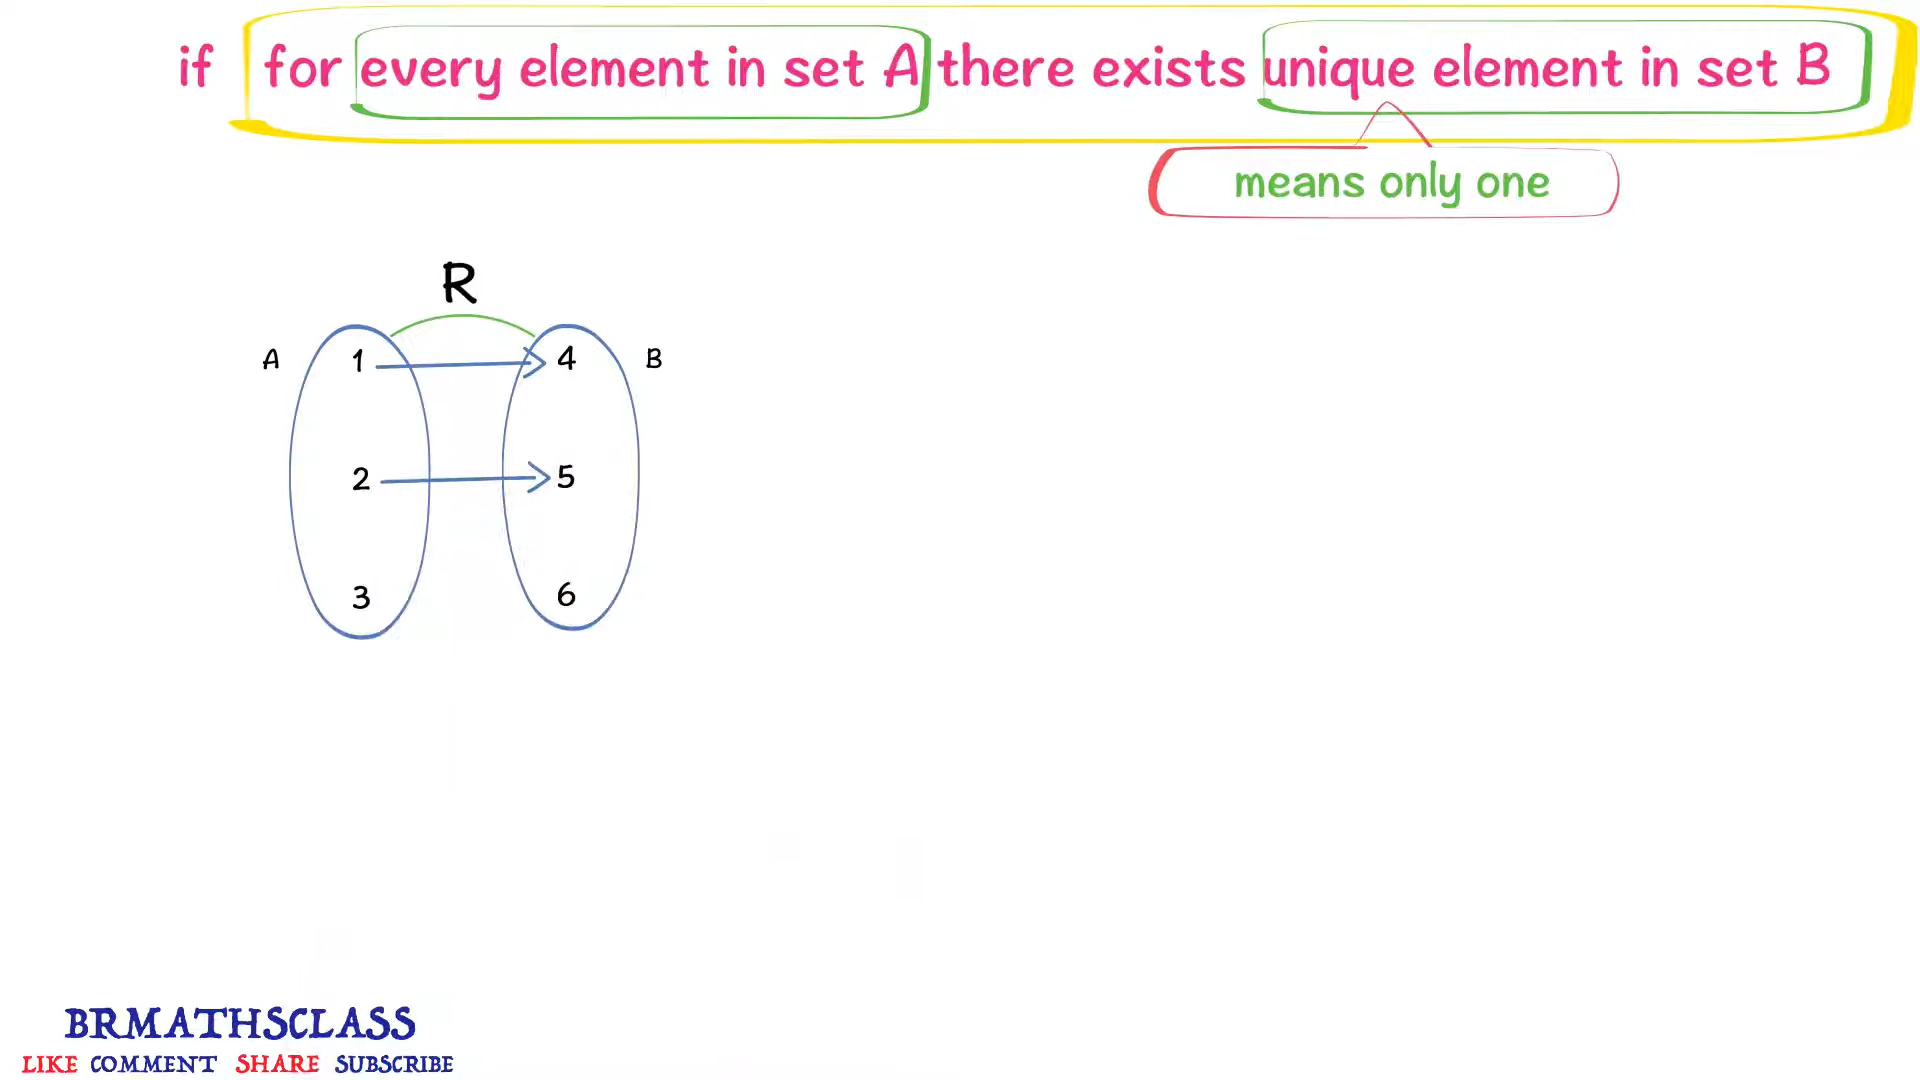 if for every element in set A there exists unique element in set B
means only one
R
A 1 4 B
2 5
3 6
BRMATHSCLASS
LIKE COMMENT SHARE SUBSCRIBE